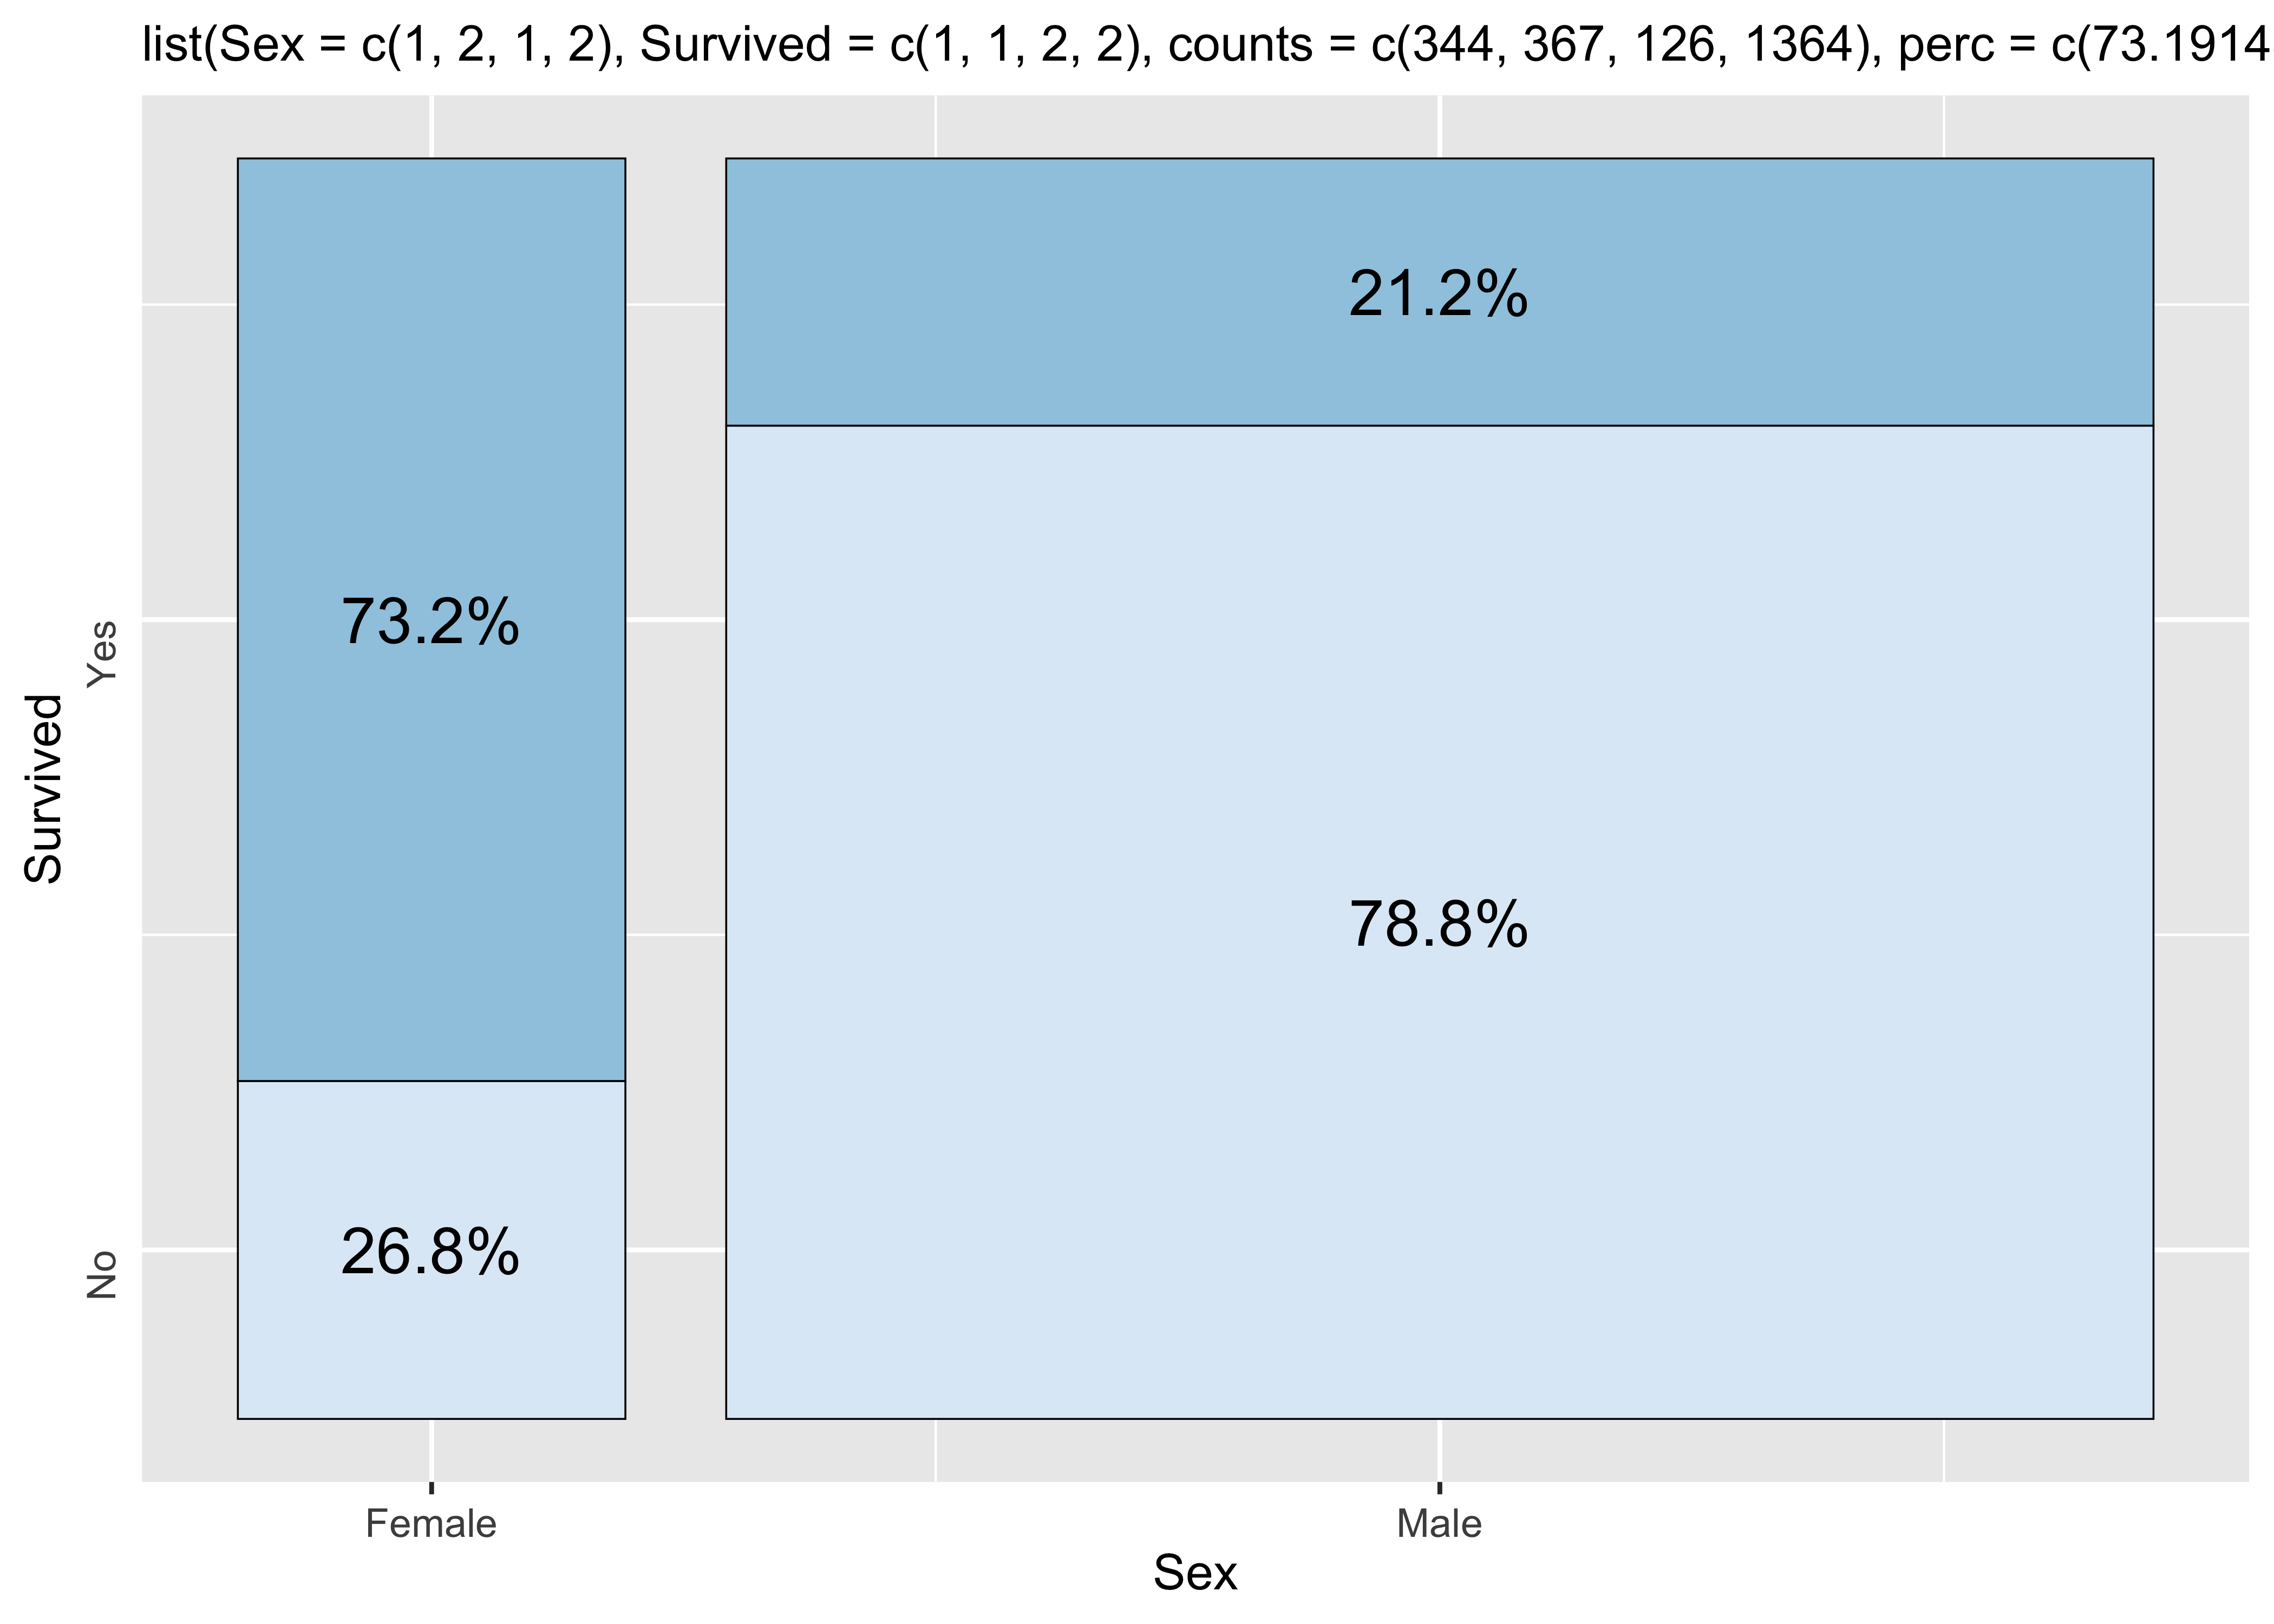 list(Sex = c(1, 2, 1, 2), Survived = c(1, 1, 2, 2), counts = c(344, 367, 126, 1364), perc = c(73.1914
21.2%
73.2%
78.8%
26.8%
Yes
No
Survived
Female
Male
Sex